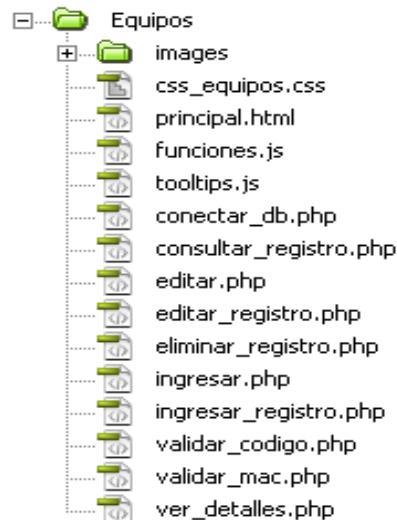 Equipos
images
css_equipos.css
principal.html
funciones.js
tooltips.js
conectar_db.php
consultar_registro.php
editar.php
editar_registro.php
eliminar_registro.php
ingresar.php
ingresar_registro.php
validar_codigo.php
validar_mac.php
ver_detalles.php